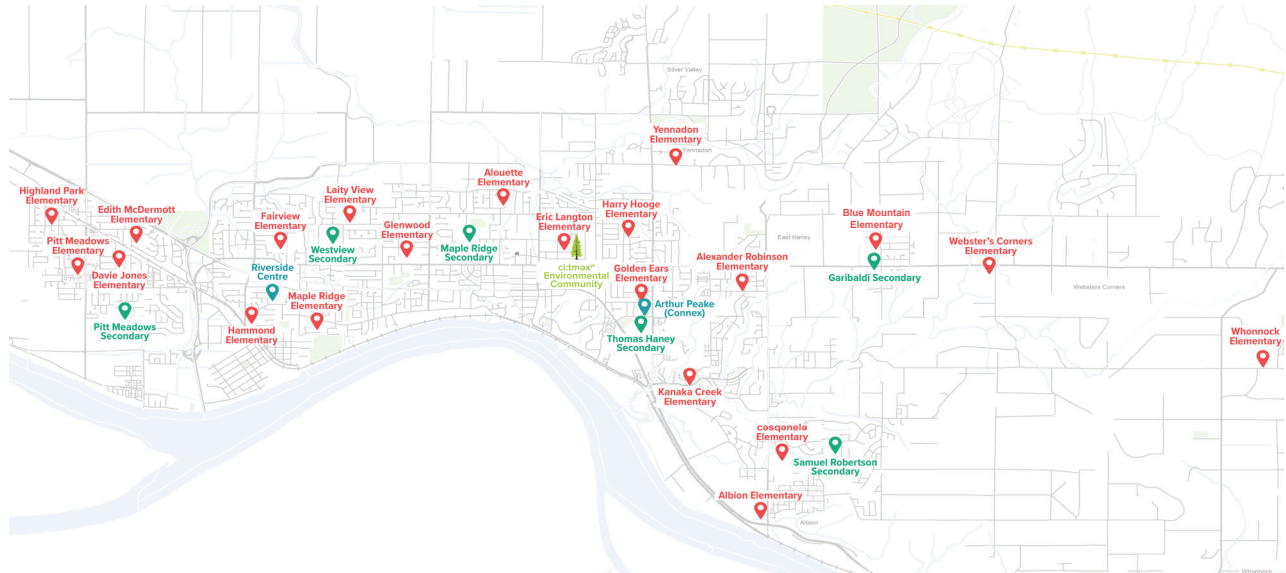 Silver Valley
Yennadon
Elementary
Yennadon
Alouette
Elementary
Highland Park
Elementary
Laity View
Elementary
Edith McDermott
Elementary
Fairview
Elementary
Glenwood
Elementary
Eric Langton
Elementary
Harry Hooge
Elementary
Blue Mountain
Elementary
Pitt Meadows
Elementary
Westview
Secondary
Maple Ridge
Secondary
East Haney
Webster's Corners
Elementary
Davie Jones
Elementary
Riverside
Centre
c̓iːtməxʷ
Environmental
Community
Golden Ears
Elementary
Alexander Robinson
Elementary
Garibaldi Secondary
Websters Corners
Maple Ridge
Elementary
Arthur Peake
(Connex)
Pitt Meadows
Secondary
Hammond
Elementary
Thomas Haney
Secondary
Whonnock
Elementary
Kanaka Creek
Elementary
c̓əsqənelə
Elementary
Samuel Robertson
Secondary
Albion Elementary
Albion
Whonnock